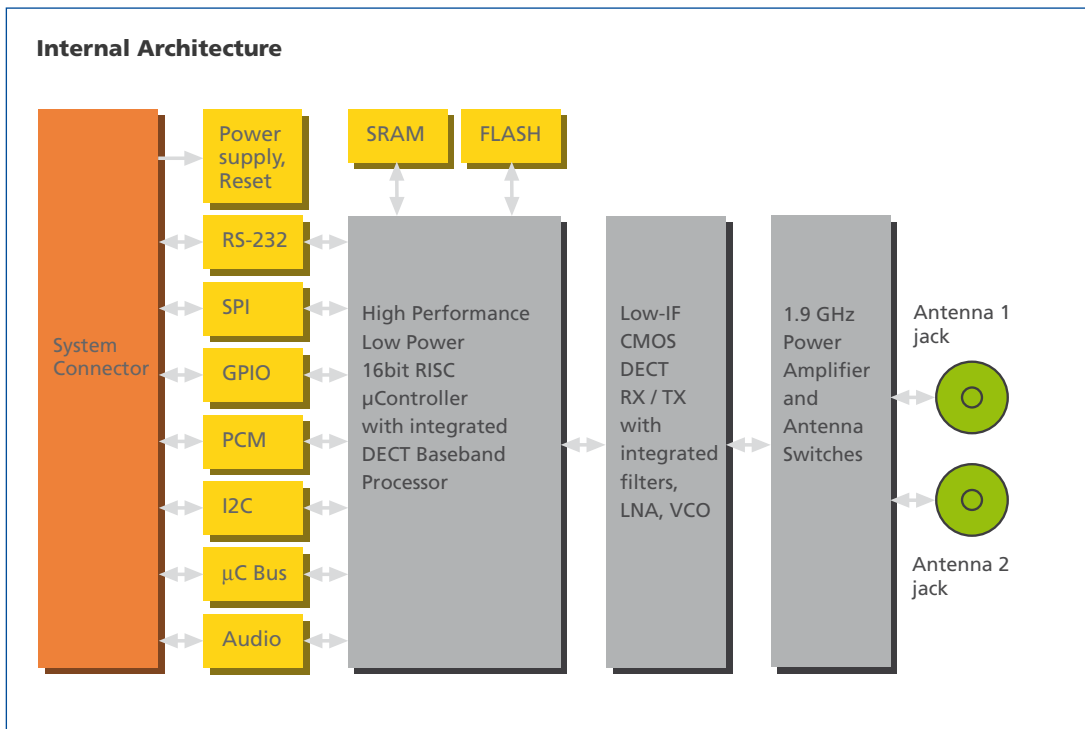 Internal Architecture
System
Connector
Power
supply,
Reset
RS-232
SPI
GPIO
PCM
I2C
µC Bus
Audio
SRAM
FLASH
High Performance
Low Power
16bit RISC
µController
with integrated
DECT Baseband
Processor
Low-IF
CMOS
DECT
RX / TX
with
integrated
filters,
LNA, VCO
1.9 GHz
Power
Amplifier
and
Antenna
Switches
Antenna 1
jack
Antenna 2
jack